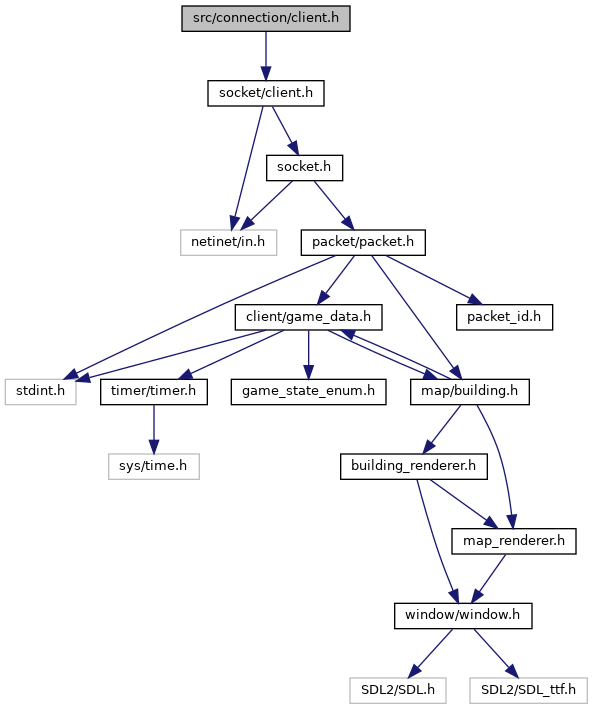 src/connection/client.h
socket/client.h
socket.h
netinet/in.h
packet/packet.h
client/game_data.h
packet_id.h
stdint.h
timer/timer.h
game_state_enum.h
map/building.h
sys/time.h
building_renderer.h
map_renderer.h
window/window.h
SDL2/SDL.h
SDL2/SDL_ttf.h